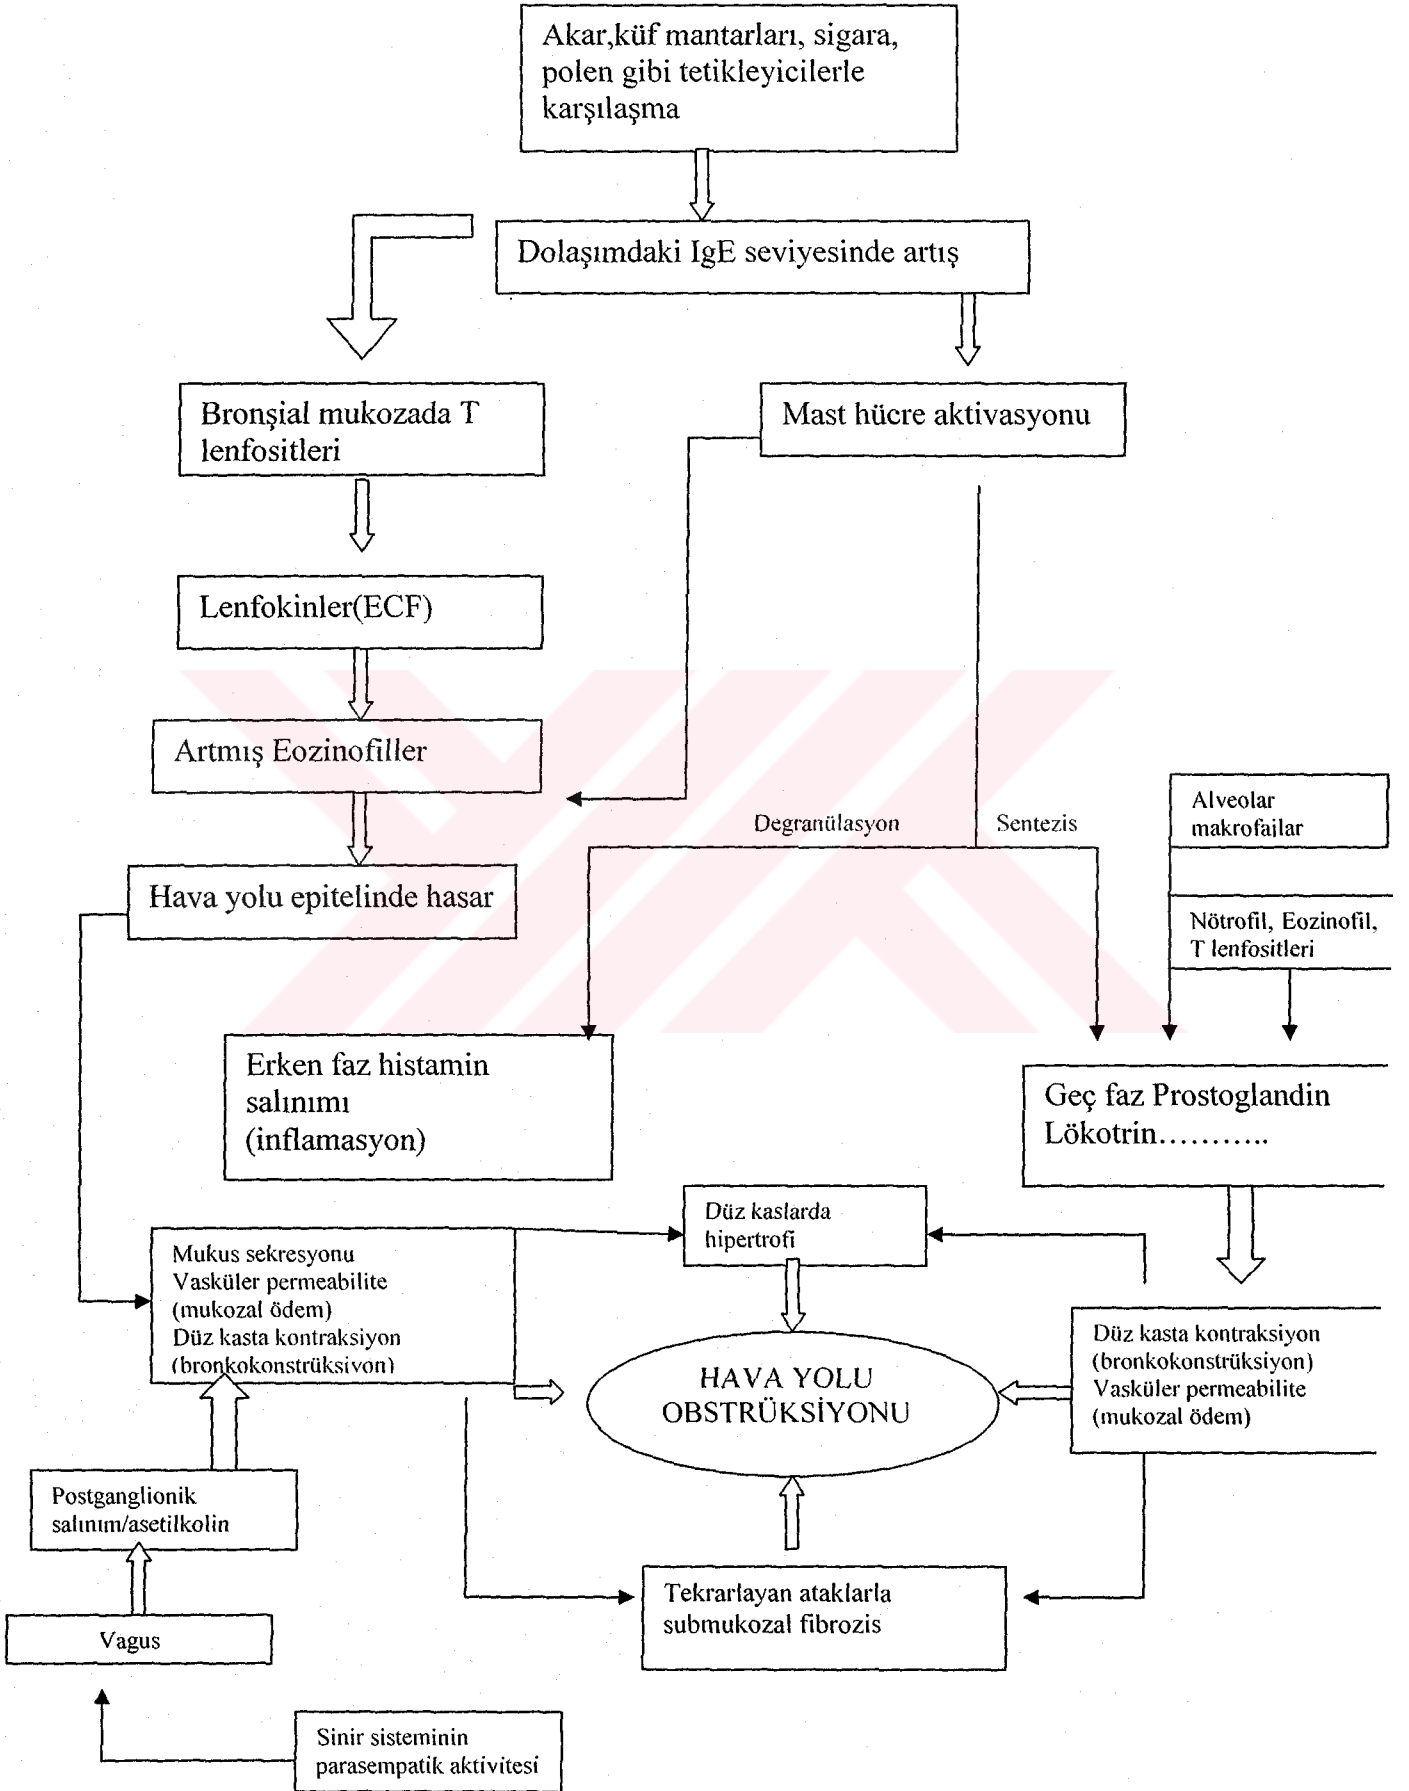 Akar,küf mantarları, sigara,
polen gibi tetikleyicilerle
karşılaşma
Dolaşımdaki IgE seviyesinde artış
Bronşial mukozada T
lenfositleri
Mast hücre aktivasyonu
Lenfokinler(ECF)
Artmış Eozinofiller
Alveolar
makrofailar
Degranülasyon
Sentezis
Hava yolu epitelinde hasar
Nötrofil, Eozinofil,
T lenfositleri
Erken faz histamin
salınımı
(inflamasyon)
Geç faz Prostoglandin
Lökotrin...........
Düz kaslarda
hipertrofi
Mukus sekresyonu
Vasküler permeabilite
(mukozal ödem)
Düz kasta kontraksiyon
(bronkokonstrüksivon)
Düz kasta kontraksiyon
(bronkokonstrüksiyon)
Vasküler permeabilite
(mukozal ödem)
HAVA YOLU
OBSTRÜKSİYONU
Postganglionik
salınım/asetilkolin
Tekrarlayan ataklarla
submukozal fibrozis
Vagus
Sinir sisteminin
parasempatik aktivitesi